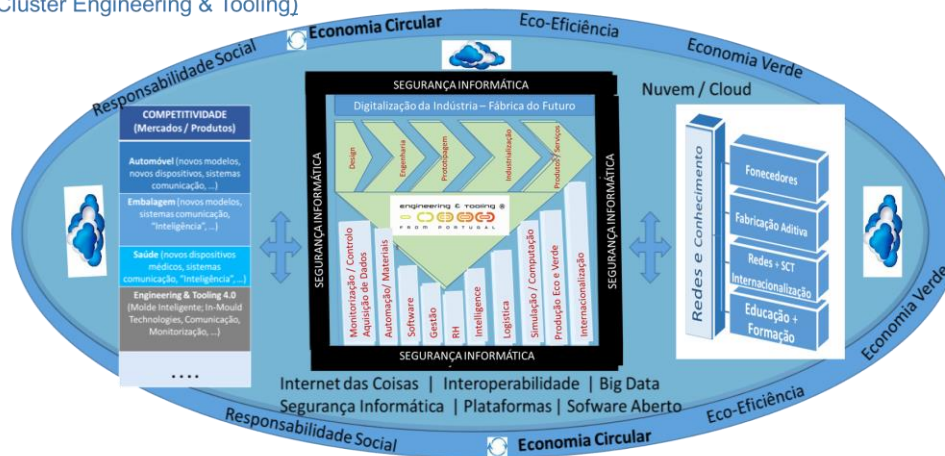 Cluster Engineering & Tooling)
Responsabilidade Social
Economia Circular
Eco-Eficiência
Economia Verde
Nuvem / Cloud
COMPETITIVIDADE
(Mercados / Produtos)
Automóvel (novos modelos,
novos dispositivos, sistemas
comunicação, ...)
Embalagem (novos modelos,
sistemas comunicação,
"Inteligência", ...)
Saúde (novos dispositivos
médicos, sistemas
comunicação, "Inteligência",...)
Engineering & Tooling 4.0
(Molde Inteligente; In-Mould
Technologies, Comunicação,
Monitorização, ...)
....
SEGURANÇA INFORMÁTICA
SEGURANÇA INFORMÁTICA
SEGURANÇA INFORMÁTICA
SEGURANÇA INFORMÁTICA
Digitalização da Indústria – Fábrica do Futuro
Design
Engenharia
Prototipagem
Industrialização
Produtos / Serviços
engineering & tooling
FROM PORTUGAL
Monitorização / Controlo
Aquisição de Dados
Automação/ Materiais
Software
Gestão
RH
Intelligence
Logistica
Simulação / Computação
Produção Eco e Verde
Internacionalização
Redes e Conhecimento
Fonecedores
Fabricação Aditiva
Redes + SCT
Internacionalização
Educação +
Formação
Internet das Coisas | Interoperabilidade | Big Data
Segurança Informática | Plataformas | Sofware Aberto
Responsabilidade Social
Economia Circular
Eco-Eficiência
Economia Verde